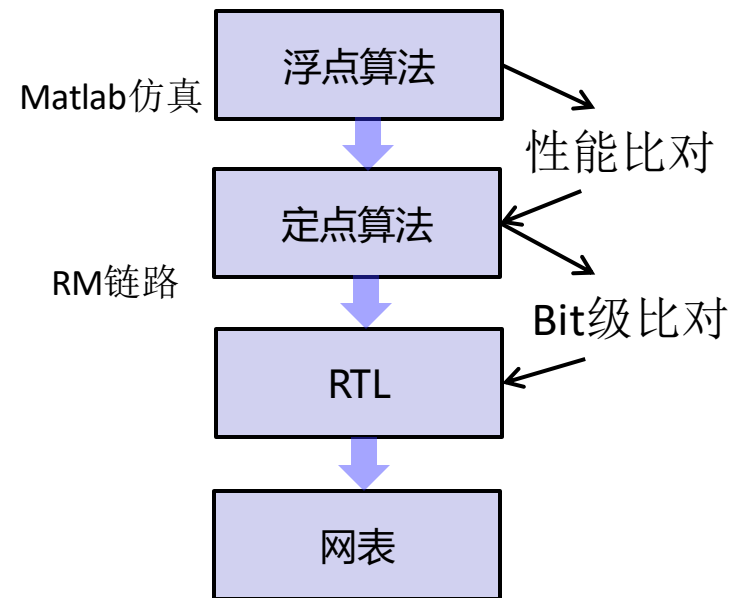 浮点算法
Matlab仿真
性能比对
定点算法
RM链路
Bit级比对
RTL
网表